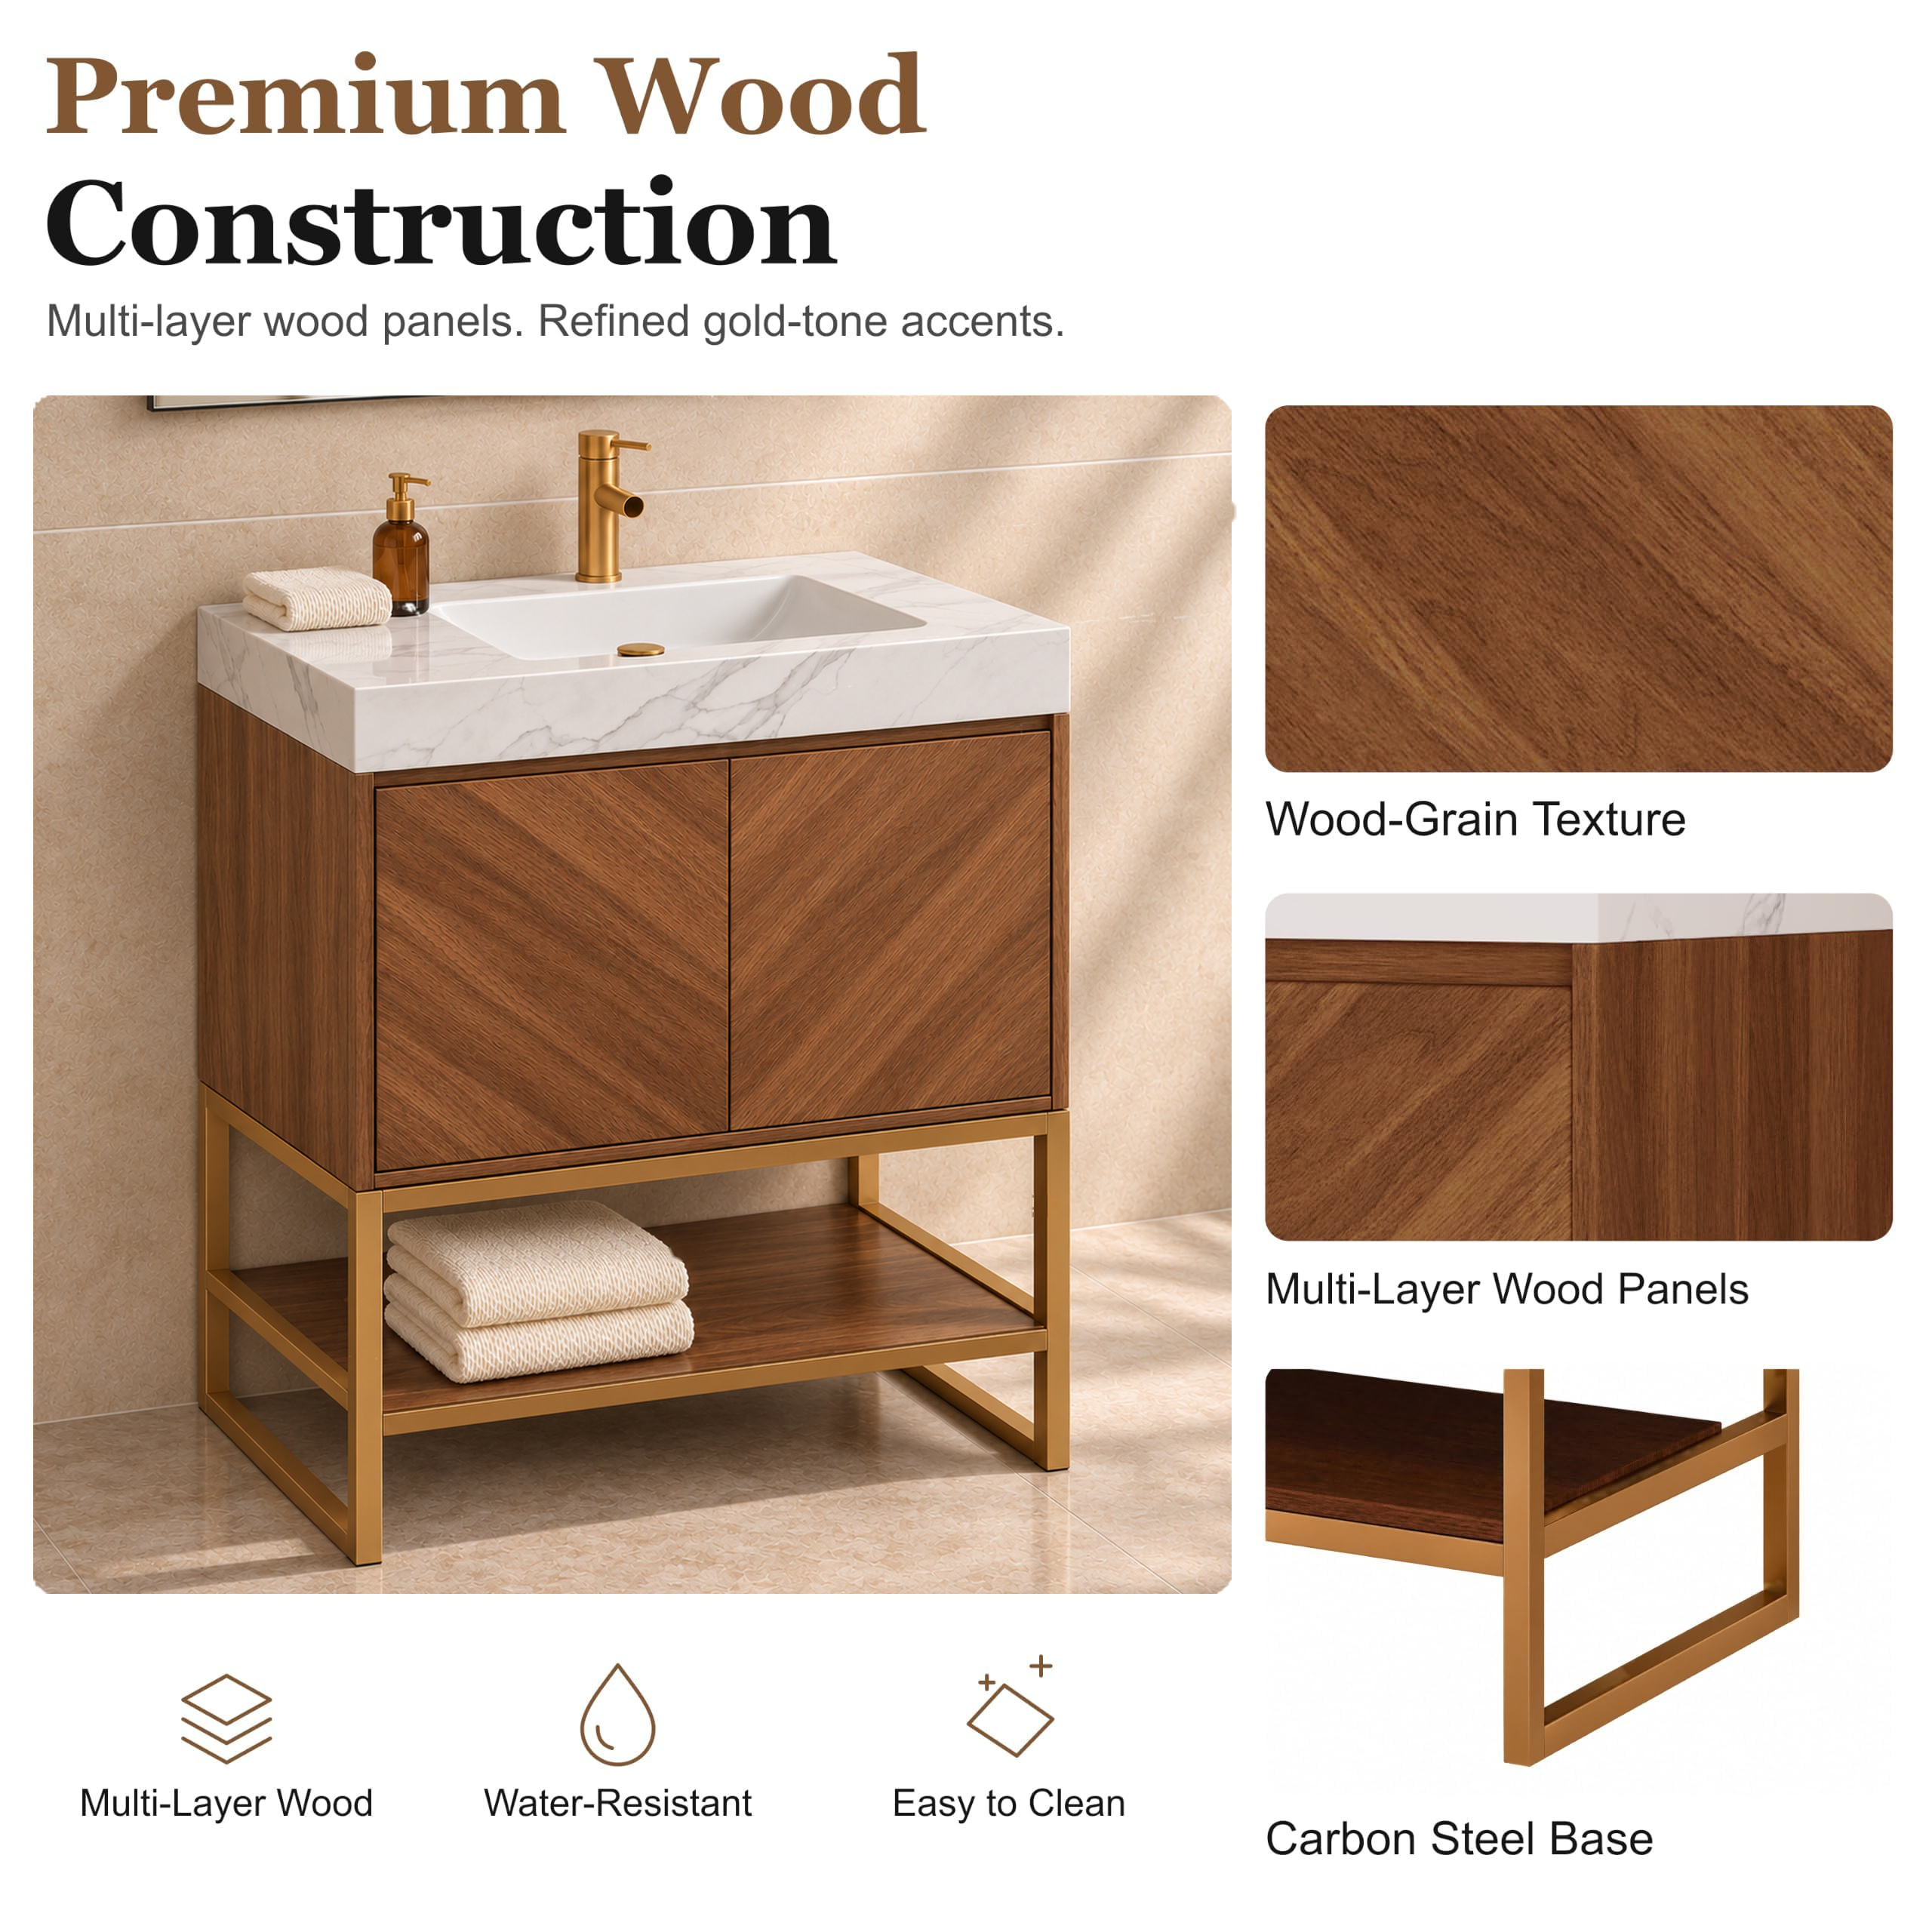 Premium Wood
Construction
Multi-layer wood panels. Refined gold-tone accents.
Wood-Grain Texture
Multi-Layer Wood Panels
Carbon Steel Base
Multi-Layer Wood
Water-Resistant
Easy to Clean